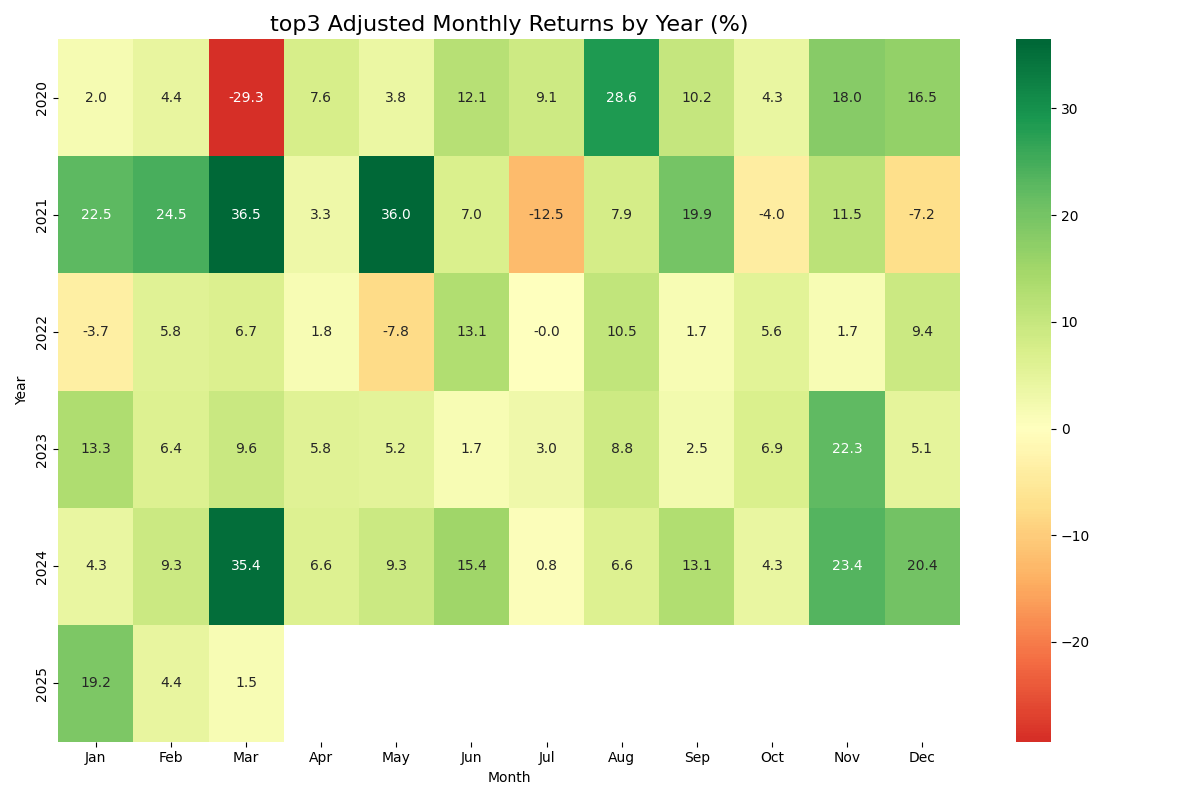 top3 Adjusted Monthly Returns by Year (%)
2020 2.0 4.4 -29.3 7.6 3.8 12.1 9.1 28.6 10.2 4.3 18.0 16.5
2021 22.5 24.5 36.5 3.3 36.0 7.0 -12.5 7.9 19.9 -4.0 11.5 -7.2
2022 -3.7 5.8 6.7 1.8 -7.8 13.1 -0.0 10.5 1.7 5.6 1.7 9.4
2023 13.3 6.4 9.6 5.8 5.2 1.7 3.0 8.8 2.5 6.9 22.3 5.1
2024 4.3 9.3 35.4 6.6 9.3 15.4 0.8 6.6 13.1 4.3 23.4 20.4
2025 19.2 4.4 1.5
Jan Feb Mar Apr May Jun Jul Aug Sep Oct Nov Dec
Month
Year
30
20
10
0
−10
−20